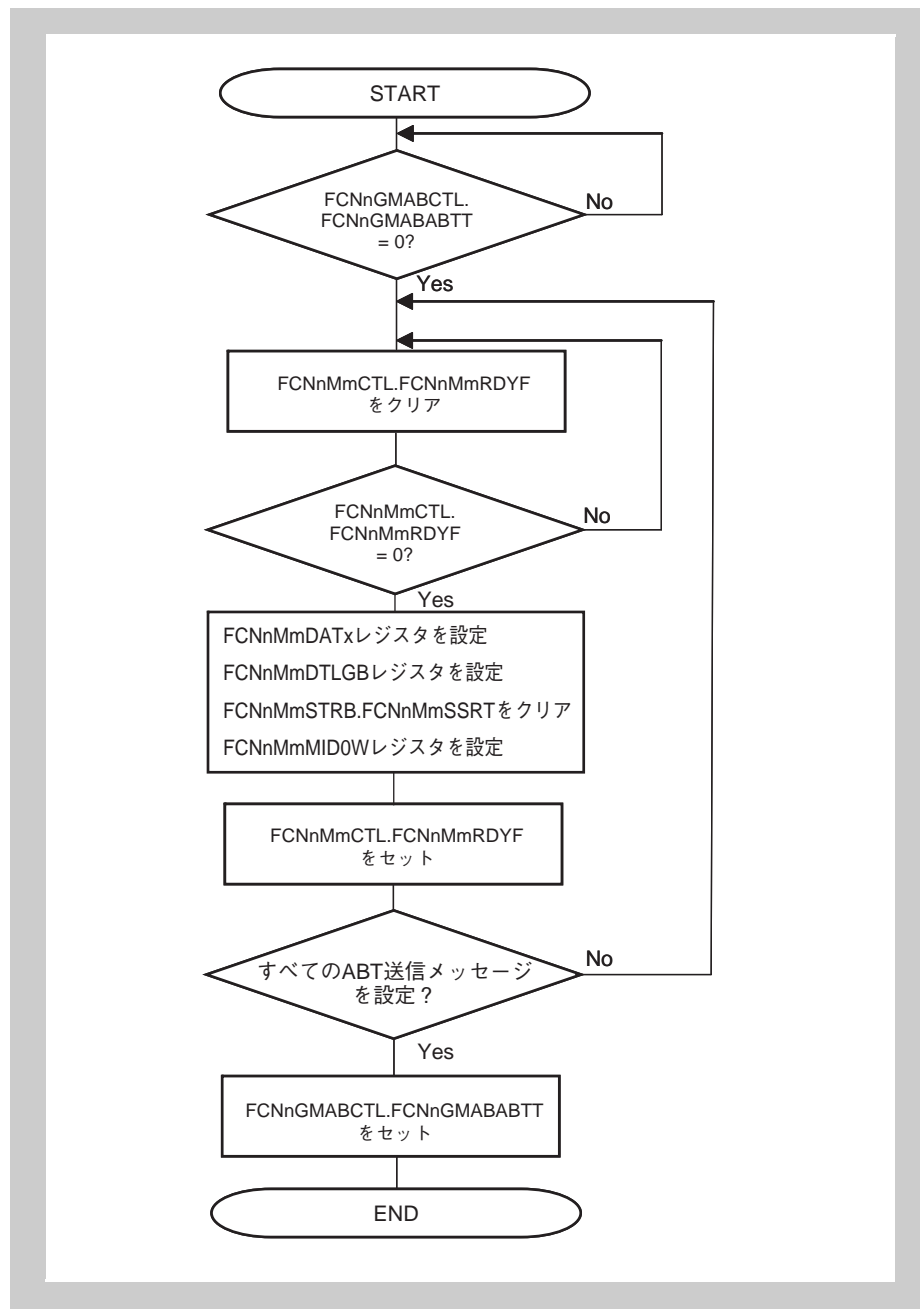 START
FCNnGMABCTL.
FCNnGMABABTT
= 0?
No
Yes
FCNnMmCTL.FCNnMmRDYF
をクリア
FCNnMmCTL.
FCNnMmRDYF
= 0?
No
Yes
FCNnMmDATxレジスタを設定
FCNnMmDTLGBレジスタを設定
FCNnMmSTRB.FCNnMmSSRTをクリア
FCNnMmMID0Wレジスタを設定
FCNnMmCTL.FCNnMmRDYF
をセット
すべてのABT送信メッセージ
を設定？
No
Yes
FCNnGMABCTL.FCNnGMABABTT
をセット
END